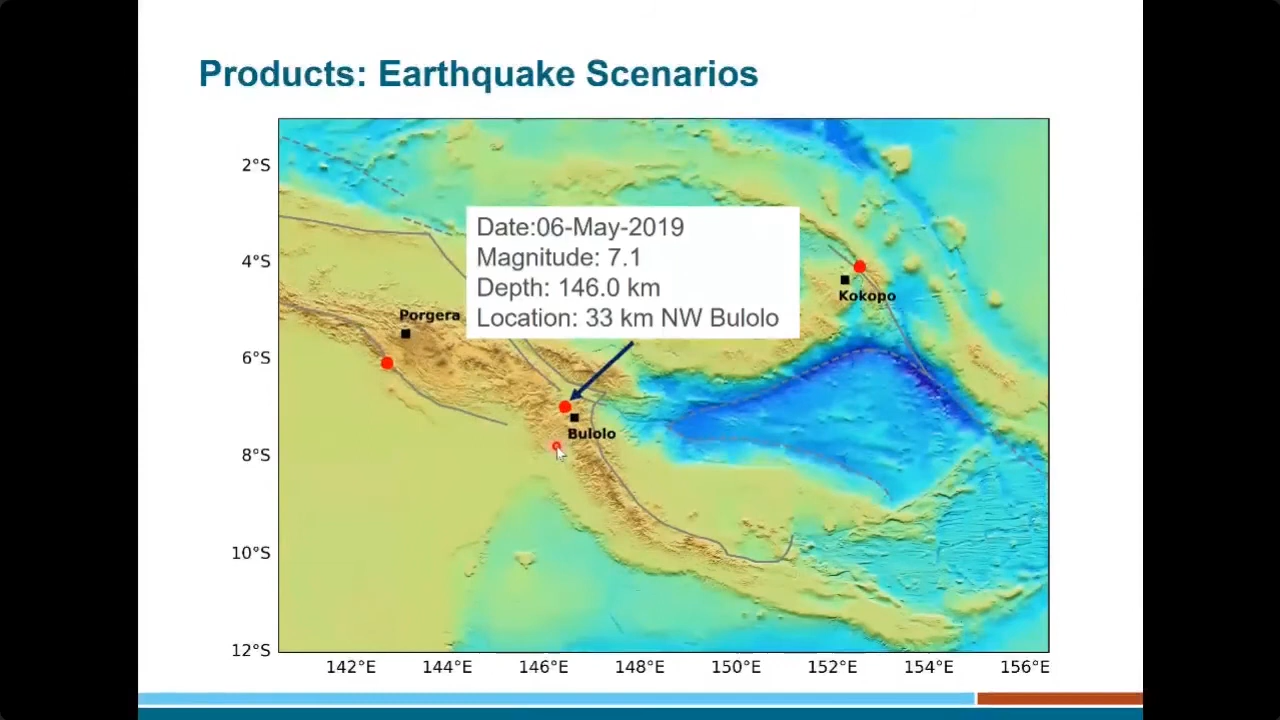 Products: Earthquake Scenarios
2°S
4°S
6°S
8°S
10°S
12°S
Date:06-May-2019
Magnitude: 7.1
Depth: 146.0 km
Location: 33 km NW Bulolo
Kokopo
Porgera
Bulolo
142°E 144°E 146°E 148°E 150°E 152°E 154°E 156°E